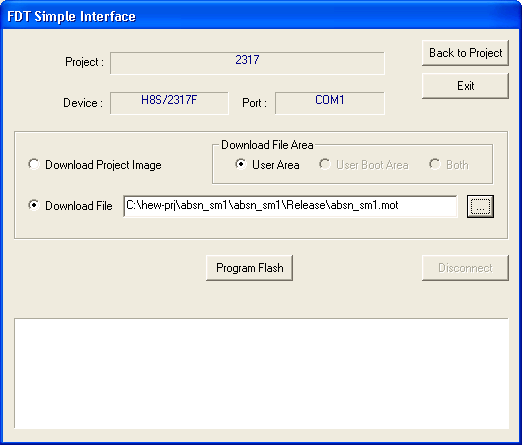 FDT Simple Interface
Project : 2317 Back to Project
Exit
Device : H8S/2317F Port : COM1
Download File Area
Download Project Image User Area User Boot Area Both
Download File C:\hew-prj\absn_sm1\absn_sm1\Release\absn_sm1.mot ...
Program Flash Disconnect